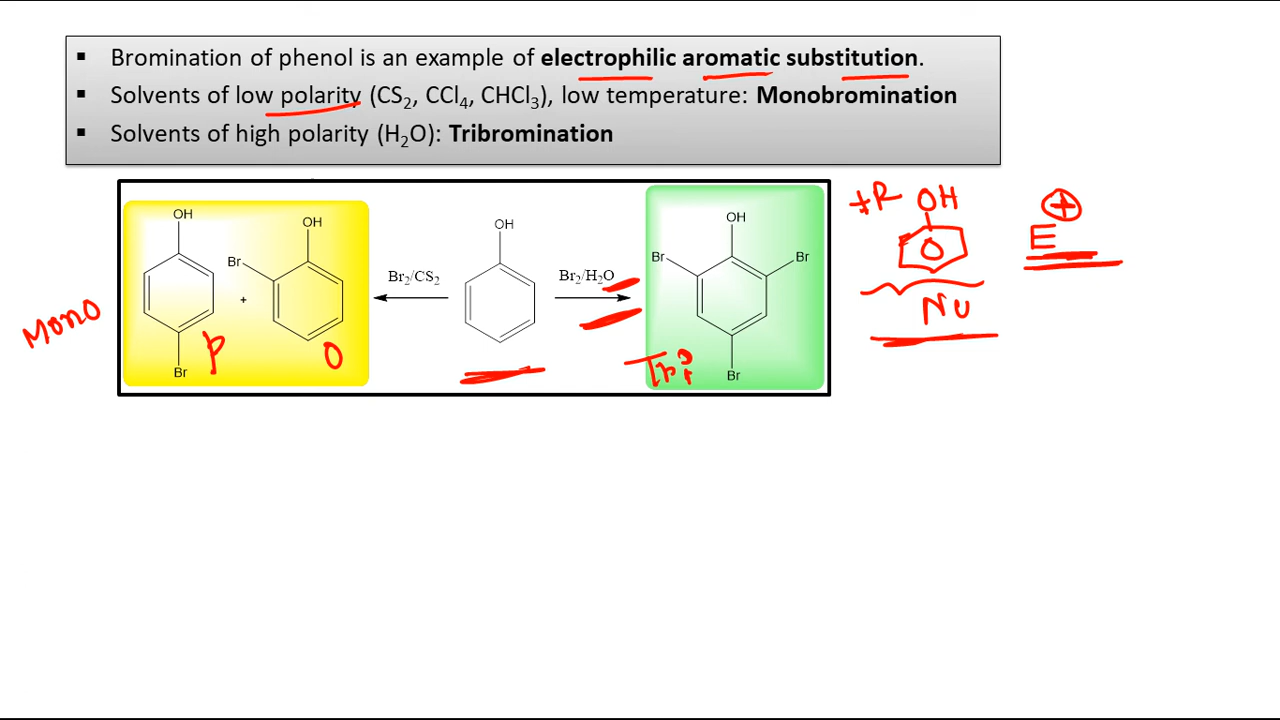 ▪ Bromination of phenol is an example of electrophilic aromatic substitution.
▪ Solvents of low polarity (CS₂, CCl₄, CHCl₃), low temperature: Monobromination
▪ Solvents of high polarity (H₂O): Tribromination
OH
OH
Br
+
Br
Br₂/CS₂
OH
Br₂/H₂O
OH
Br
Br
Br
Mono
p
O
Tri
+R OH
Nu
E⊕